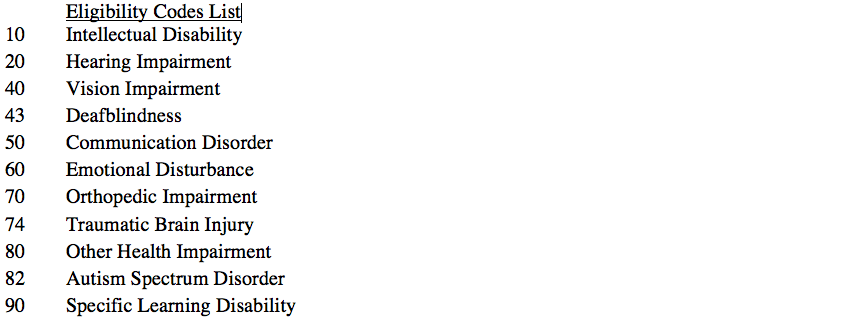 Eligibility Codes List
10 Intellectual Disability
20 Hearing Impairment
40 Vision Impairment
43 Deafblindness
50 Communication Disorder
60 Emotional Disturbance
70 Orthopedic Impairment
74 Traumatic Brain Injury
80 Other Health Impairment
82 Autism Spectrum Disorder
90 Specific Learning Disability